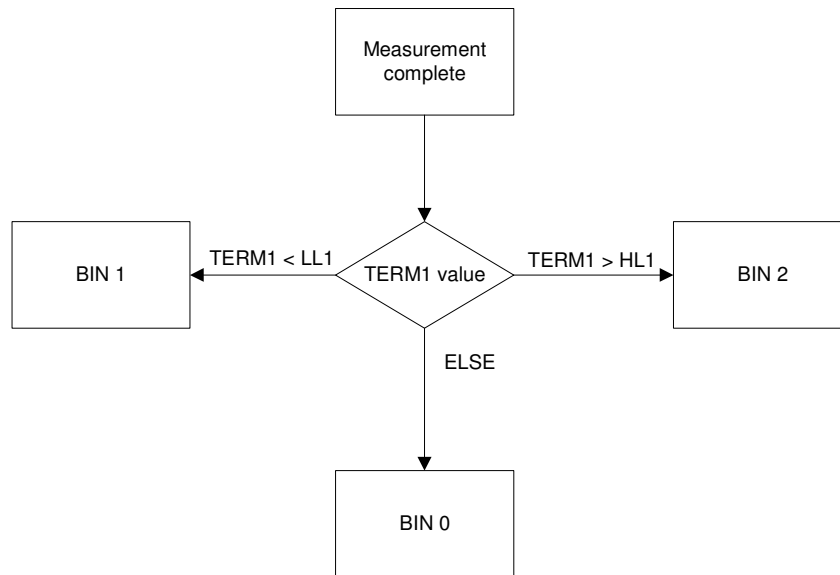 Measurement
complete
TERM1 < LL1
TERM1 > HL1
BIN 1
TERM1 value
BIN 2
ELSE
BIN 0